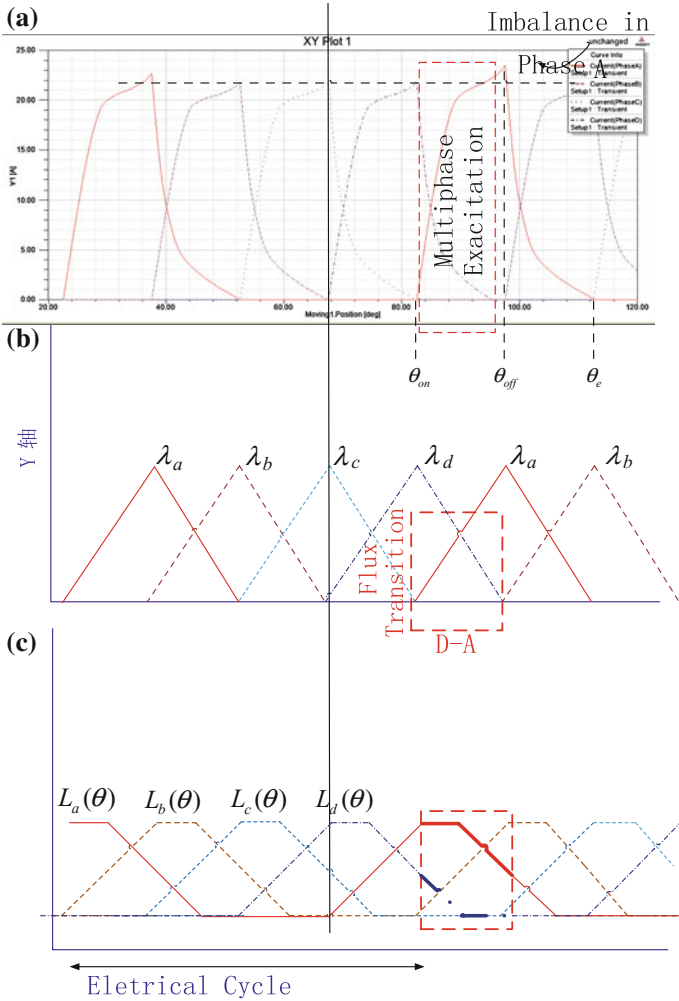 (a)
Imbalance in
Phase A
XY Plot 1
unchanged
Curve Info
Current(PhaseA)
Setup1 : Transient
Current(PhaseB)
Setup1 : Transient
Current(PhaseC)
Setup1 : Transient
Current(PhaseD)
Setup1 : Transient
Y1 [A]
25.00
20.00
15.00
10.00
5.00
0.00
Multiphase
Exacitation
20.00 40.00 60.00 80.00 100.00 120.00
Moving1.Position [deg]
θon θoff θe
(b)
Y 轴
λa λb λc λd λa λb
Flux
Transition
D-A
(c)
La(θ) Lb(θ) Lc(θ) Ld(θ)
Eletrical Cycle